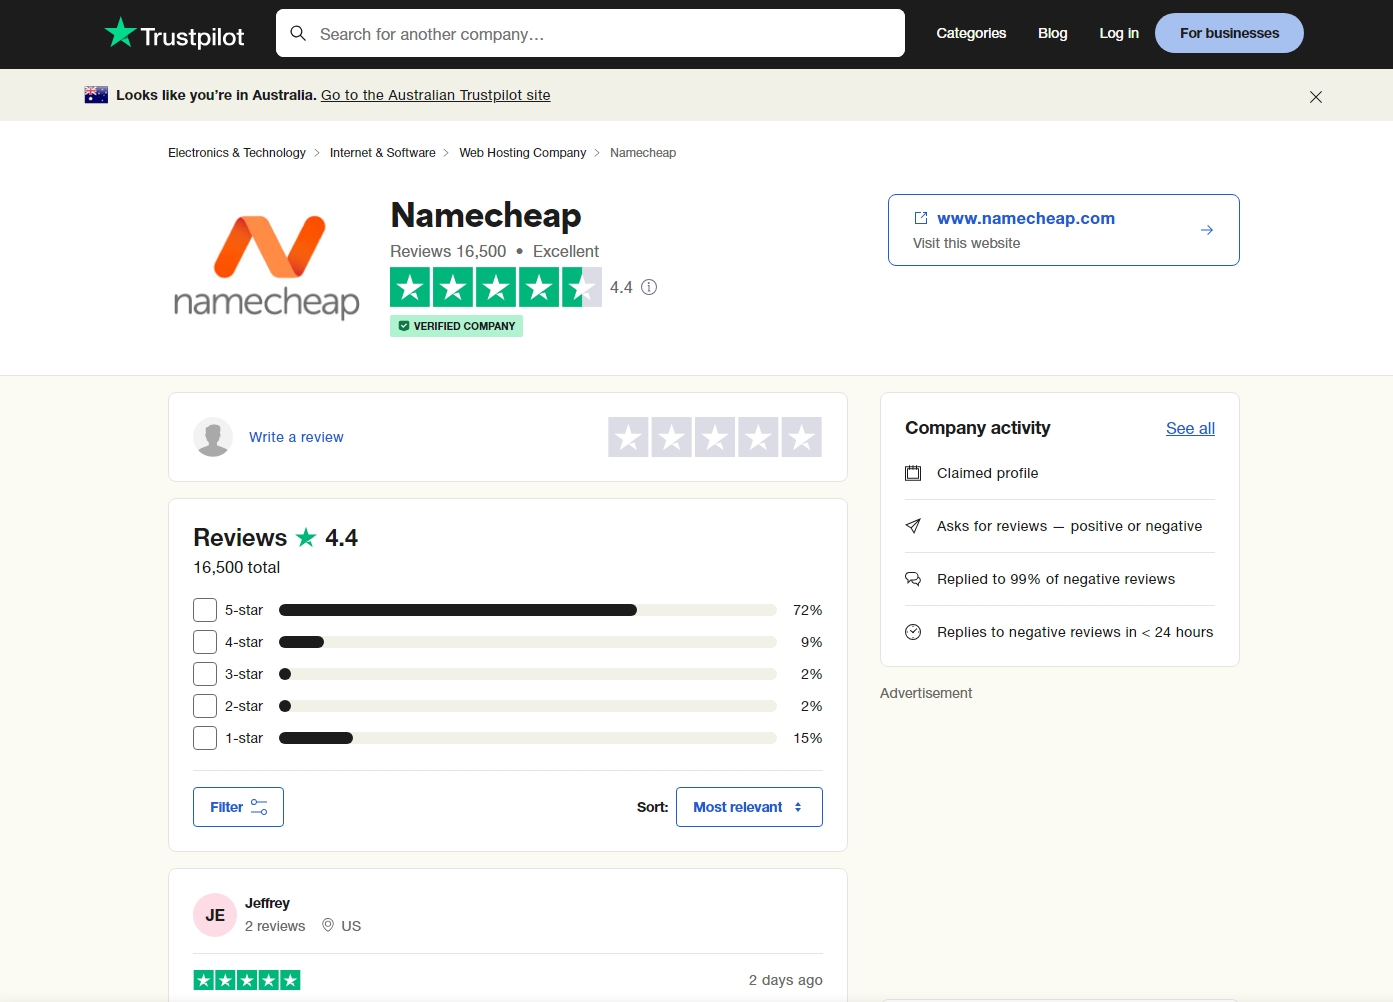 Trustpilot
Search for another company…
Categories
Blog
Log in
For businesses
Looks like you’re in Australia. Go to the Australian Trustpilot site
Electronics & Technology
Internet & Software
Web Hosting Company
Namecheap
namecheap
Namecheap
Reviews 16,500 • Excellent
4.4
VERIFIED COMPANY
www.namecheap.com
Visit this website
Write a review
Reviews 4.4
16,500 total
5-star 72%
4-star 9%
3-star 2%
2-star 2%
1-star 15%
Filter
Sort: Most relevant
JE
Jeffrey
2 reviews US
2 days ago
Company activity
See all
Claimed profile
Asks for reviews — positive or negative
Replied to 99% of negative reviews
Replies to negative reviews in < 24 hours
Advertisement